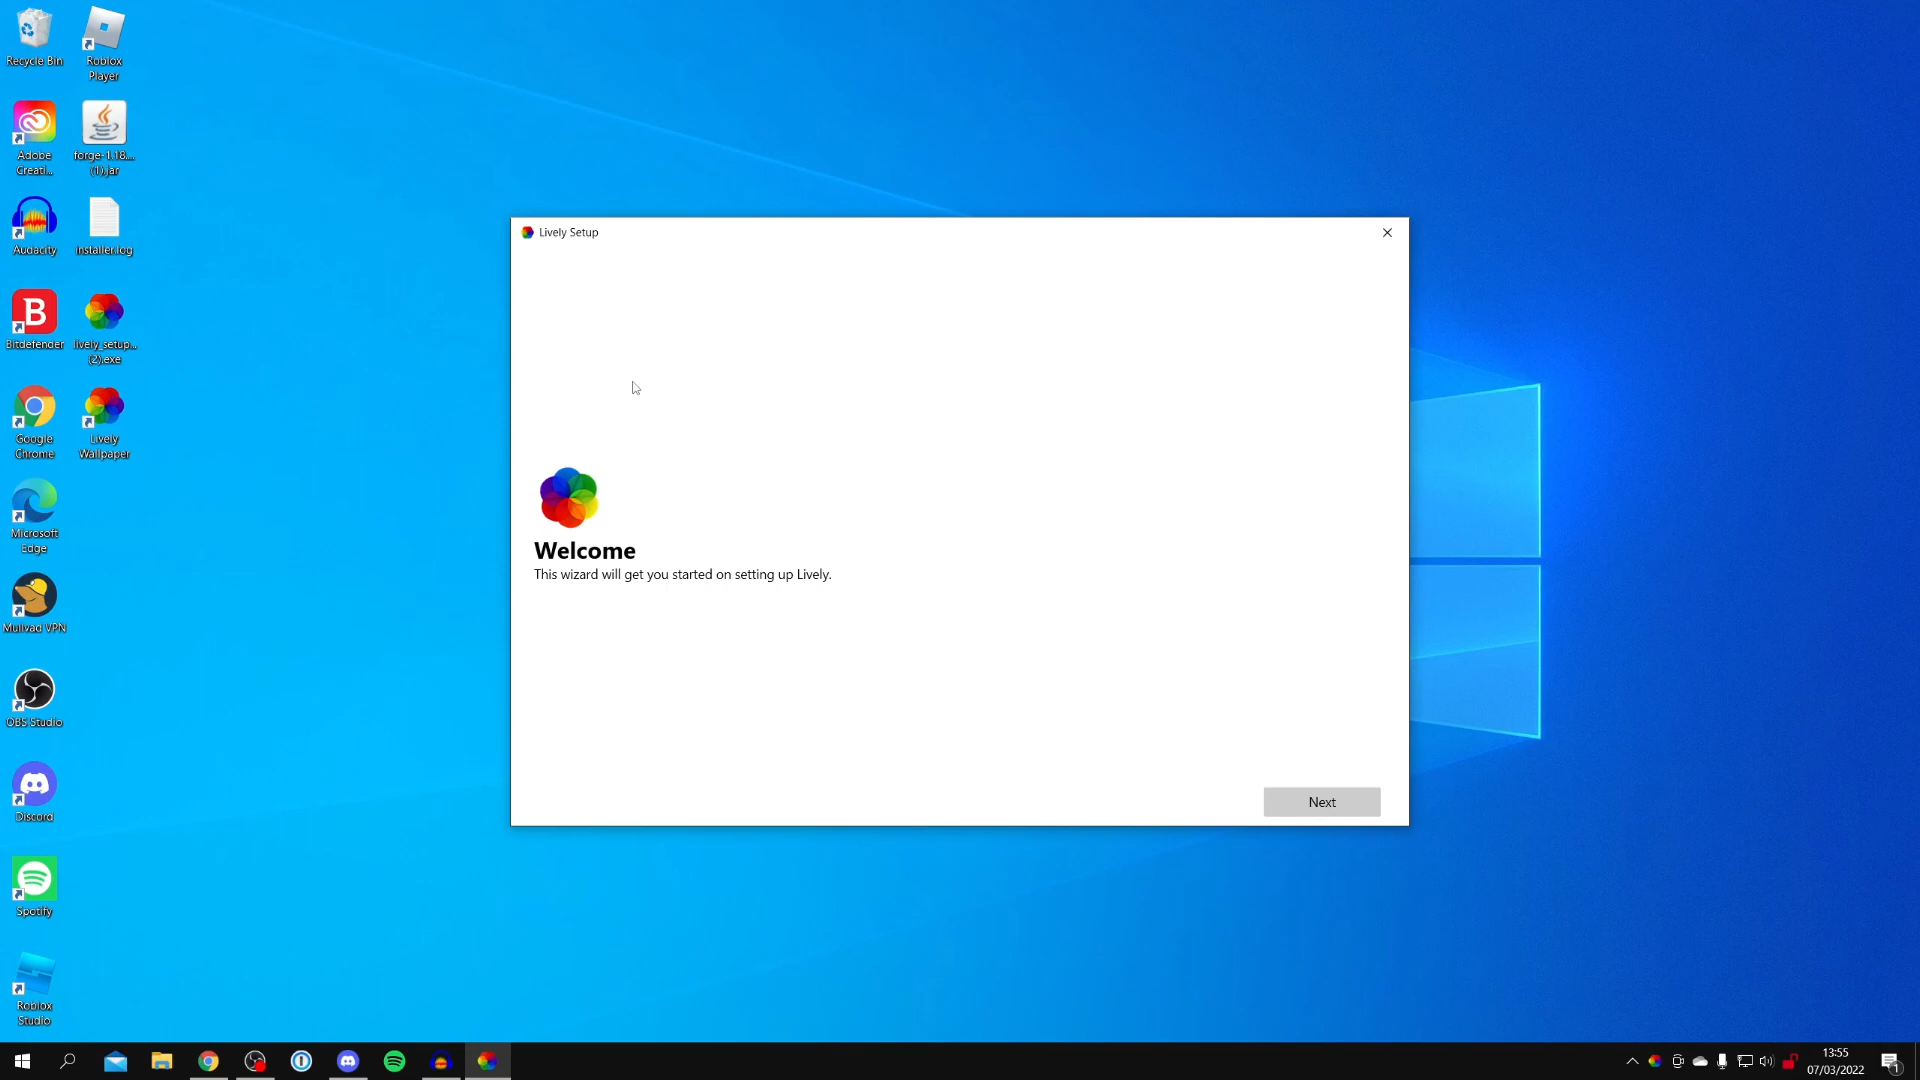 Recycle Bin
Roblox
Player
Adobe
Creati...
forge-1.18....
(1).jar
Audacity
installer.log
Bitdefender
lively_setup...
(2).exe
Google
Chrome
Lively
Wallpaper
Microsoft
Edge
Mullvad VPN
OBS Studio
Discord
Spotify
Roblox
Studio
Lively Setup
Welcome
This wizard will get you started on setting up Lively.
Next
13:55
07/03/2022
1